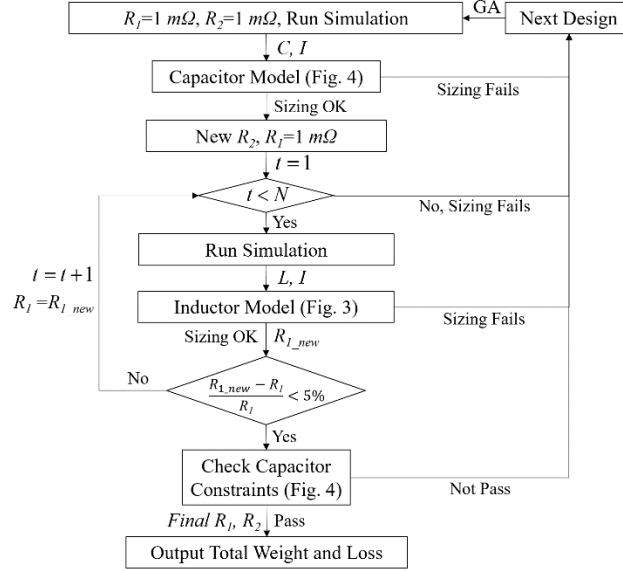 R₁=1 mΩ, R₂=1 mΩ, Run Simulation
GA
Next Design
C, I
Capacitor Model (Fig. 4)
Sizing Fails
Sizing OK
New R₂, R₁=1 mΩ
t=1
t < N
No, Sizing Fails
Yes
Run Simulation
t = t+1
R₁ =R₁_new
L, I
Inductor Model (Fig. 3)
Sizing Fails
Sizing OK
R₁_new
No
(R₁_new − R₁)/R₁ < 5%
Yes
Check Capacitor
Constraints (Fig. 4)
Not Pass
Final R₁, R₂
Pass
Output Total Weight and Loss